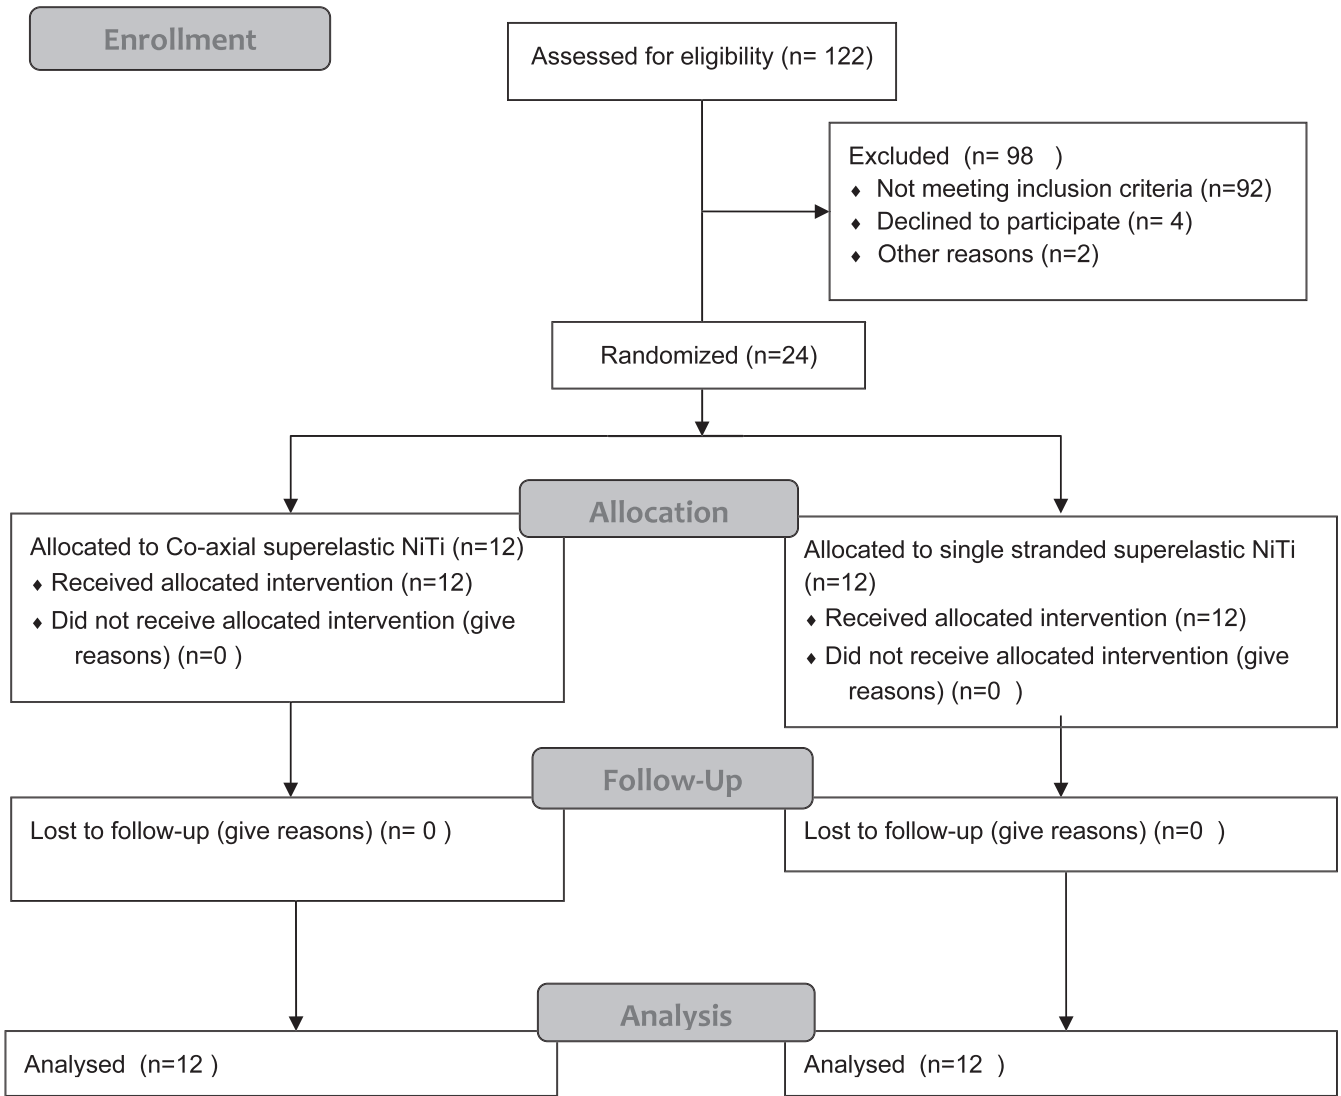 Enrollment
Assessed for eligibility (n= 122)
Excluded  (n= 98   )
♦ Not meeting inclusion criteria (n=92)
♦ Declined to participate (n= 4)
♦ Other reasons (n=2)
Randomized (n=24)
Allocation
Allocated to Co-axial superelastic NiTi (n=12)
♦ Received allocated intervention (n=12)
♦ Did not receive allocated intervention (give
reasons) (n=0 )
Allocated to single stranded superelastic NiTi
(n=12)
♦ Received allocated intervention (n=12)
♦ Did not receive allocated intervention (give
reasons) (n=0  )
Follow-Up
Lost to follow-up (give reasons) (n= 0 )
Lost to follow-up (give reasons) (n=0  )
Analysis
Analysed  (n=12 )
Analysed  (n=12  )